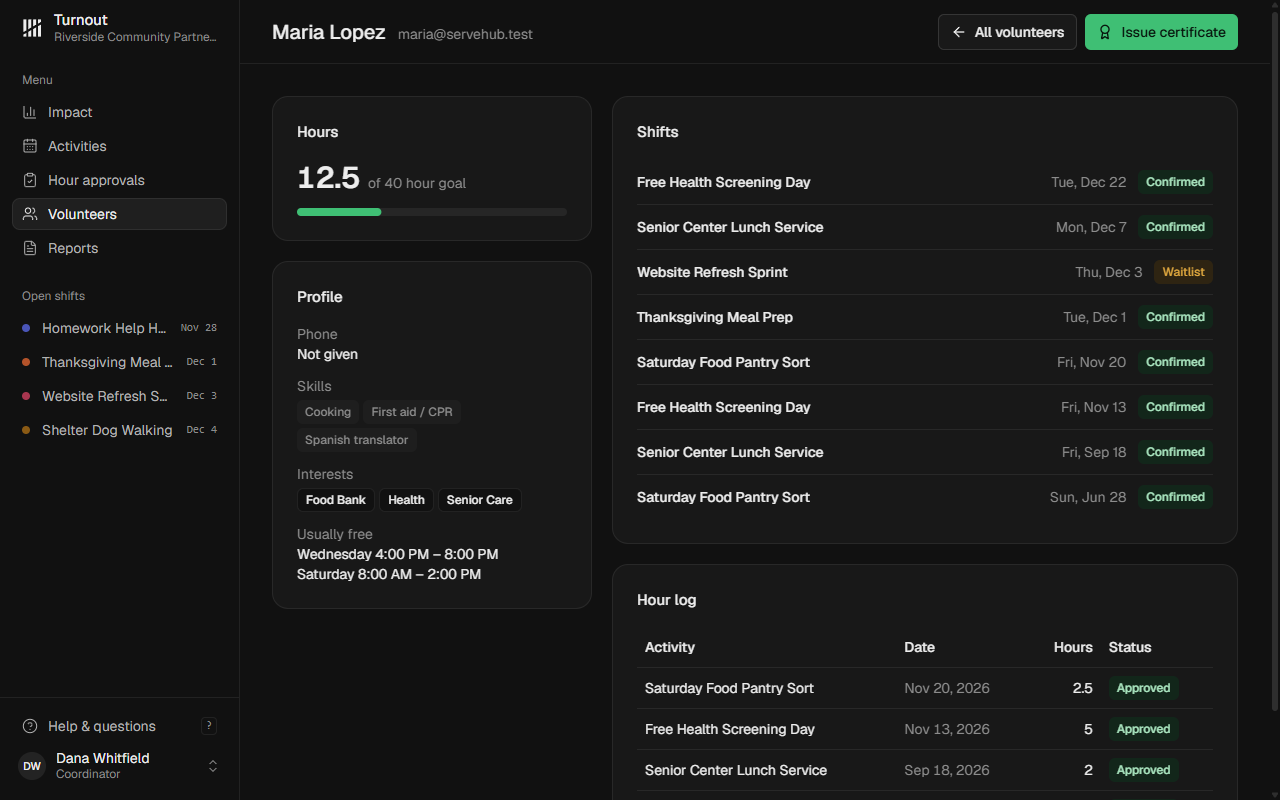 Turnout
Riverside Community Partne...
Menu
Impact
Activities
Hour approvals
Volunteers
Reports
Open shifts
Homework Help H... Nov 28
Thanksgiving Meal ... Dec 1
Website Refresh S... Dec 3
Shelter Dog Walking Dec 4
Help & questions ?
DW Dana Whitfield
Coordinator
Maria Lopez maria@servehub.test
All volunteers
Issue certificate
Hours
12.5 of 40 hour goal
Profile
Phone
Not given
Skills
Cooking First aid / CPR
Spanish translator
Interests
Food Bank Health Senior Care
Usually free
Wednesday 4:00 PM – 8:00 PM
Saturday 8:00 AM – 2:00 PM
Shifts
Free Health Screening Day Tue, Dec 22 Confirmed
Senior Center Lunch Service Mon, Dec 7 Confirmed
Website Refresh Sprint Thu, Dec 3 Waitlist
Thanksgiving Meal Prep Tue, Dec 1 Confirmed
Saturday Food Pantry Sort Fri, Nov 20 Confirmed
Free Health Screening Day Fri, Nov 13 Confirmed
Senior Center Lunch Service Fri, Sep 18 Confirmed
Saturday Food Pantry Sort Sun, Jun 28 Confirmed
Hour log
Activity Date Hours Status
Saturday Food Pantry Sort Nov 20, 2026 2.5 Approved
Free Health Screening Day Nov 13, 2026 5 Approved
Senior Center Lunch Service Sep 18, 2026 2 Approved